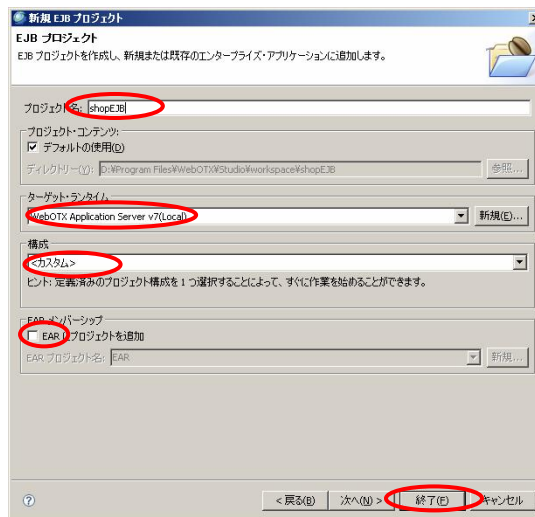 新規 EJB プロジェクト
EJB プロジェクト
EJB プロジェクトを作成し、新規または既存のエンタープライズ・アプリケーションに追加します。
プロジェクト名: shopEJB
プロジェクト・コンテンツ:
デフォルトの使用(D)
ディレクトリー(Y): D:¥Program Files¥WebOTX¥Studio¥workspace¥shopEJB 参照...
ターゲット・ランタイム
WebOTX Application Server v7(Local) 新規(E)...
構成
<カスタム>
ヒント: 定義済みのプロジェクト構成を 1 つ選択することによって、すぐに作業を始めることができます。
EAR メンバーシップ
EAR にプロジェクトを追加
EAR プロジェクト名: EAR 新規...
< 戻る(B) 次へ(N) > 終了(F) キャンセル